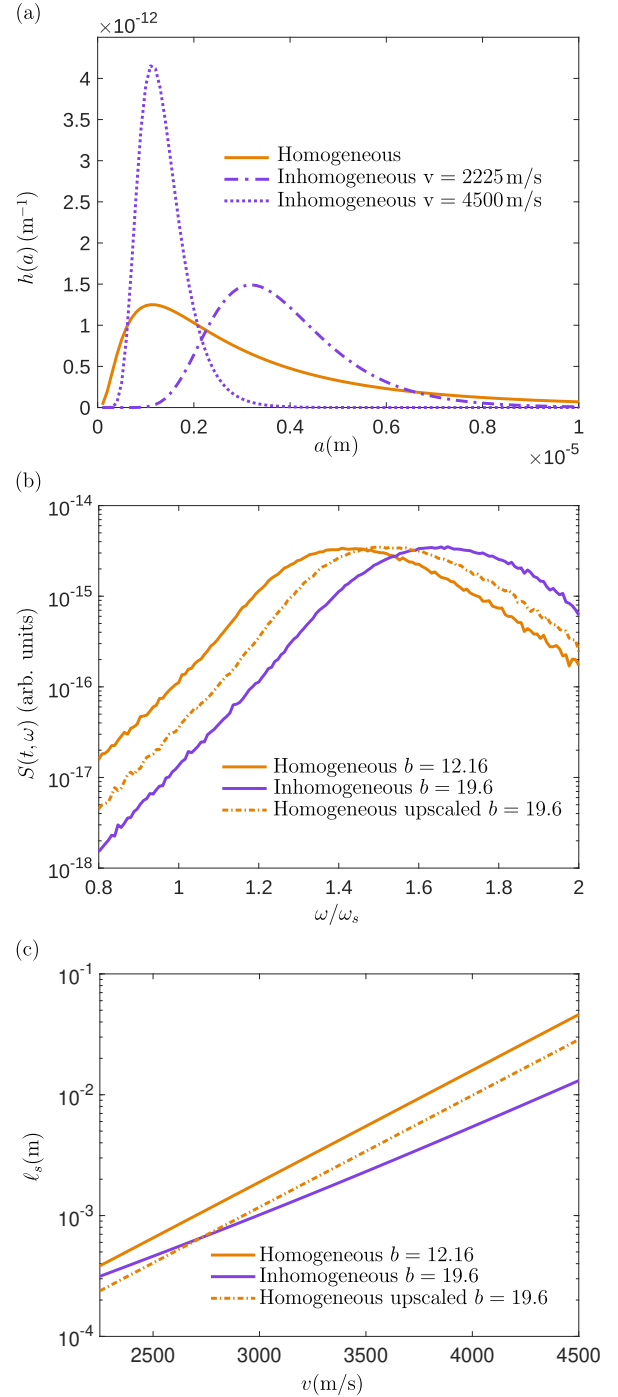 (a)
×10⁻¹²
4
3.5
3
2.5
2
1.5
1
0.5
0
h(a) (m⁻¹)
Homogeneous
Inhomogeneous v = 2225 m/s
Inhomogeneous v = 4500 m/s
0 0.2 0.4 0.6 0.8 1
a(m)
×10⁻⁵
(b)
10⁻¹⁴
10⁻¹⁵
10⁻¹⁶
10⁻¹⁷
10⁻¹⁸
S(t, ω) (arb. units)
Homogeneous b = 12.16
Inhomogeneous b = 19.6
Homogeneous upscaled b = 19.6
0.8 1 1.2 1.4 1.6 1.8 2
ω/ωₛ
(c)
10⁻¹
10⁻²
10⁻³
10⁻⁴
ℓₛ(m)
Homogeneous b = 12.16
Inhomogeneous b = 19.6
Homogeneous upscaled b = 19.6
2500 3000 3500 4000 4500
v(m/s)